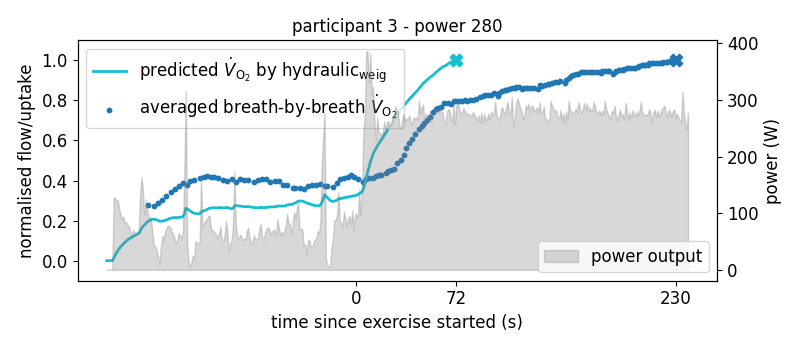 participant 3 - power 280
predicted V̇O₂ by hydraulic_weig
averaged breath-by-breath V̇O₂
power output
normalised flow/uptake
1.0
0.8
0.6
0.4
0.2
0.0
power (W)
400
300
200
100
0
0
72
230
time since exercise started (s)